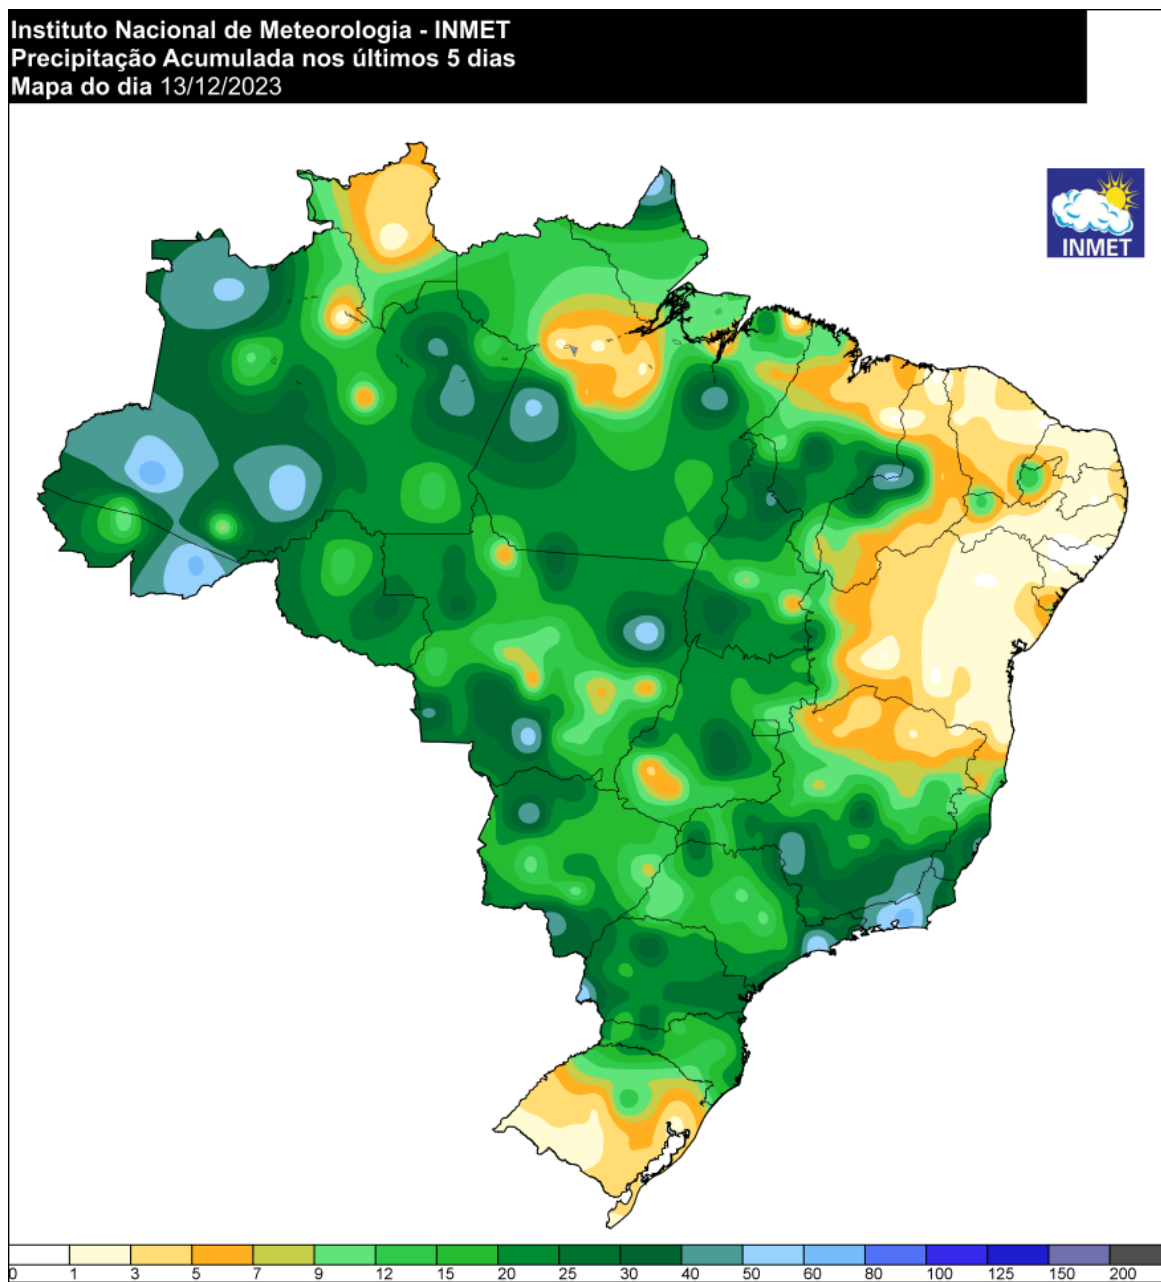 Instituto Nacional de Meteorologia - INMET
Precipitação Acumulada nos últimos 5 dias
Mapa do dia 13/12/2023
INMET
0 1 3 5 7 9 12 15 20 25 30 40 50 60 80 100 125 150 200